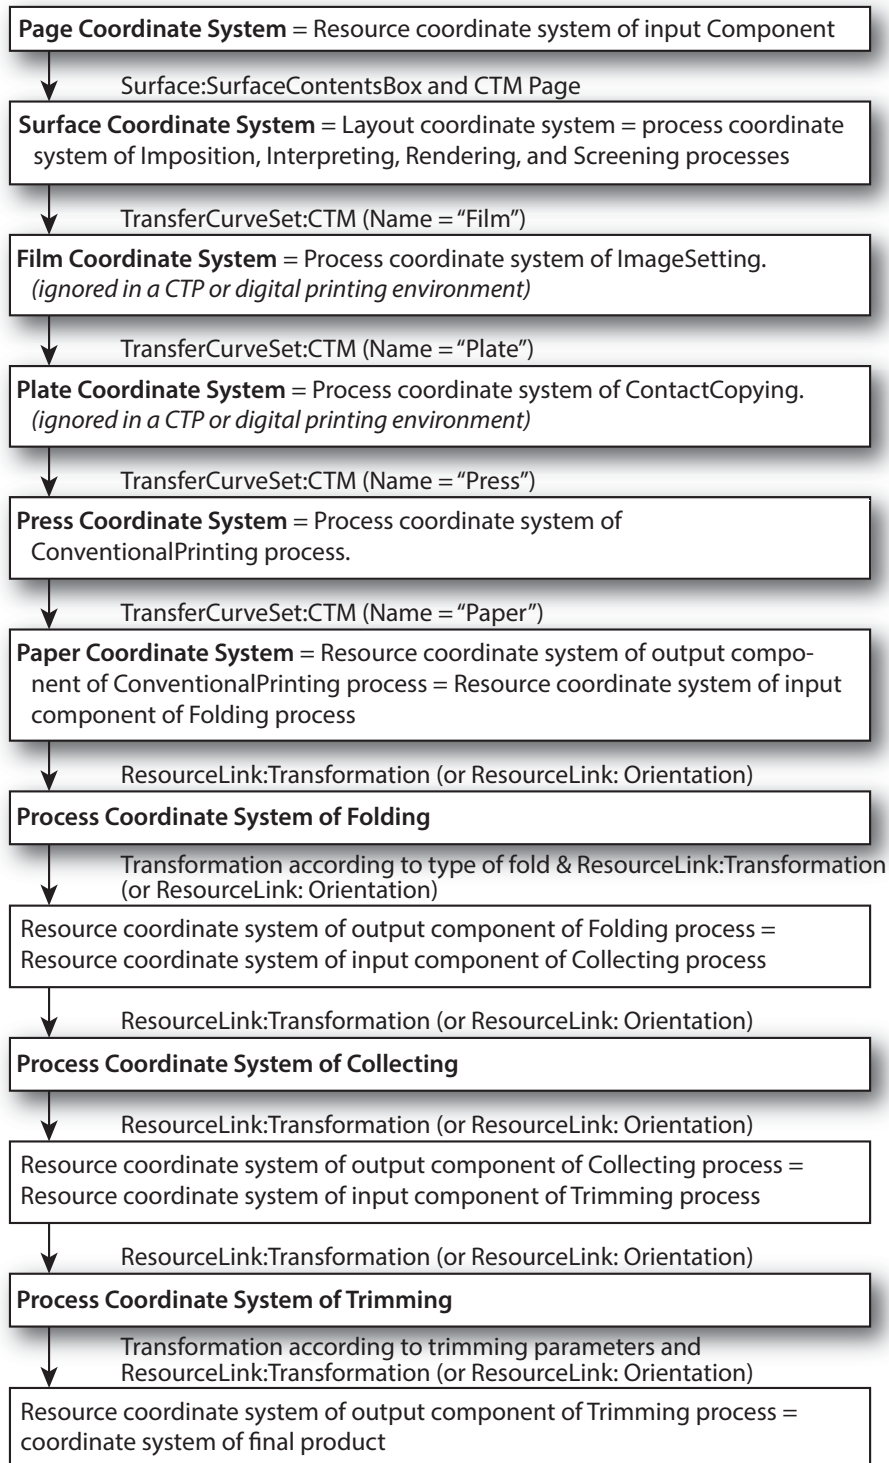 Page Coordinate System = Resource coordinate system of input Component
Surface:SurfaceContentsBox and CTM Page
Surface Coordinate System = Layout coordinate system = process coordinate
system of Imposition, Interpreting, Rendering, and Screening processes
TransferCurveSet:CTM (Name = “Film”)
Film Coordinate System = Process coordinate system of ImageSetting.
(ignored in a CTP or digital printing environment)
TransferCurveSet:CTM (Name = “Plate”)
Plate Coordinate System = Process coordinate system of ContactCopying.
(ignored in a CTP or digital printing environment)
TransferCurveSet:CTM (Name = “Press”)
Press Coordinate System = Process coordinate system of
ConventionalPrinting process.
TransferCurveSet:CTM (Name = “Paper”)
Paper Coordinate System = Resource coordinate system of output compo-
nent of ConventionalPrinting process = Resource coordinate system of input
component of Folding process
ResourceLink:Transformation (or ResourceLink: Orientation)
Process Coordinate System of Folding
Transformation according to type of fold & ResourceLink:Transformation
(or ResourceLink: Orientation)
Resource coordinate system of output component of Folding process =
Resource coordinate system of input component of Collecting process
ResourceLink:Transformation (or ResourceLink: Orientation)
Process Coordinate System of Collecting
ResourceLink:Transformation (or ResourceLink: Orientation)
Resource coordinate system of output component of Collecting process =
Resource coordinate system of input component of Trimming process
ResourceLink:Transformation (or ResourceLink: Orientation)
Process Coordinate System of Trimming
Transformation according to trimming parameters and
ResourceLink:Transformation (or ResourceLink: Orientation)
Resource coordinate system of output component of Trimming process =
coordinate system of final product